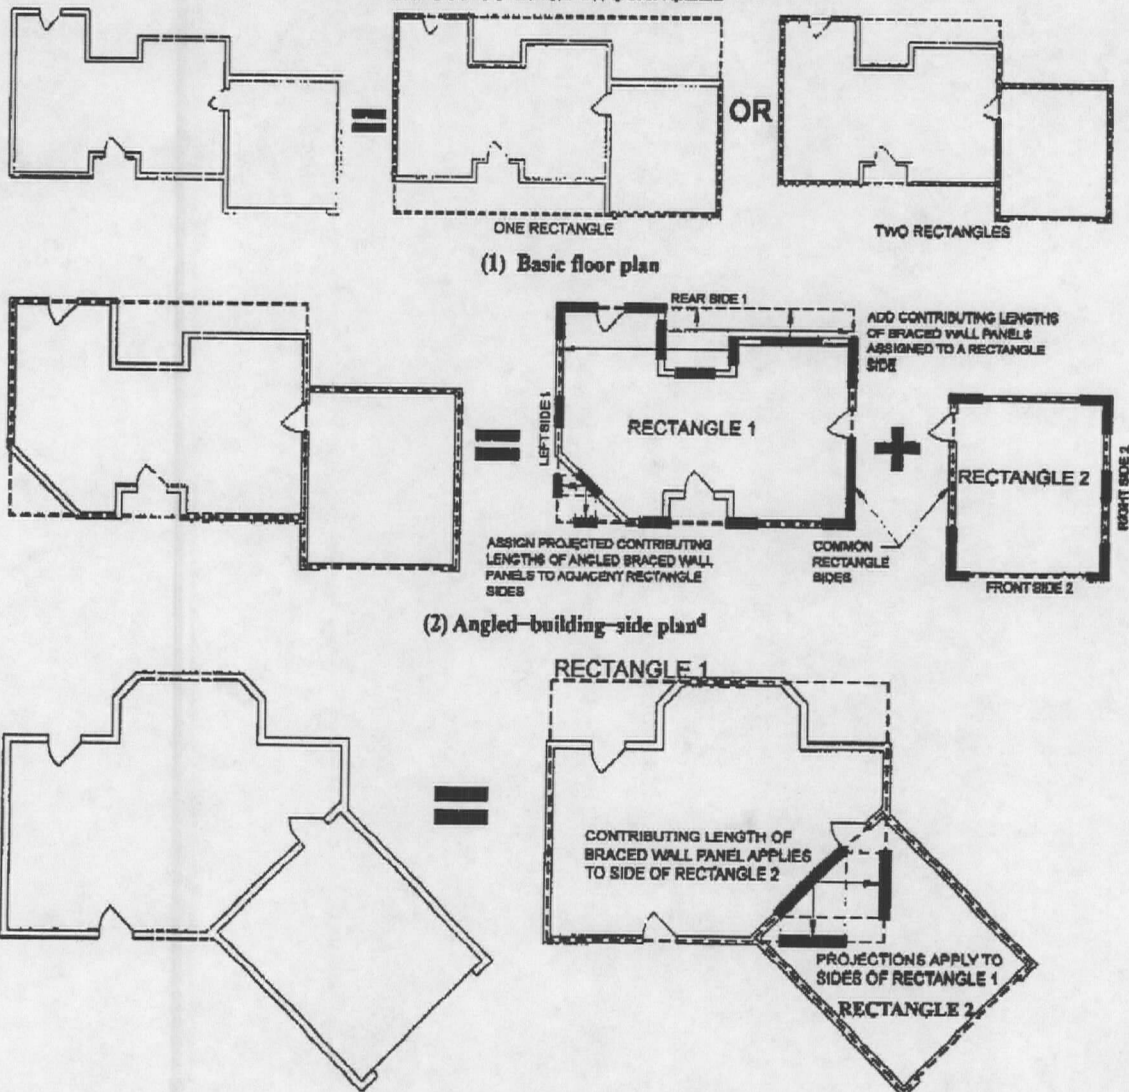 OR
ONE RECTANGLE
TWO RECTANGLES
(1) Basic floor plan
REAR SIDE 1
ADD CONTRIBUTING LENGTHS
OF BRACED WALL PANELS
ASSIGNED TO A RECTANGLE
SIDE
LEFT SIDE 1
RECTANGLE 1
RECTANGLE 2
RIGHT SIDE 2
ASSIGN PROJECTED CONTRIBUTING
LENGTHS OF ANGLED BRACED WALL
PANELS TO ADJACENT RECTANGLE
SIDES
COMMON
RECTANGLE
SIDES
FRONT SIDE 2
(2) Angled-building-side planᵈ
RECTANGLE 1
CONTRIBUTING LENGTH OF
BRACED WALL PANEL APPLIES
TO SIDE OF RECTANGLE 2
PROJECTIONS APPLY TO
SIDES OF RECTANGLE 1
RECTANGLE 2